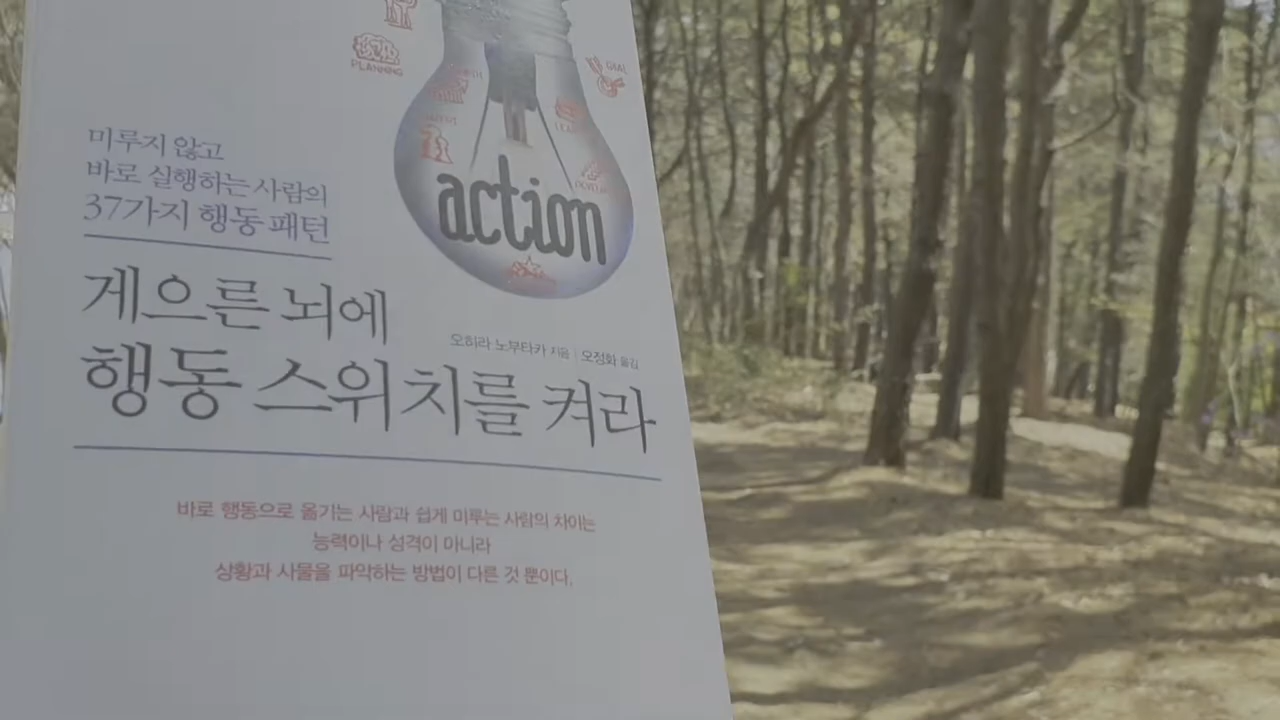 PLANNING
GOAL
action
미루지 않고
바로 실행하는 사람의
37가지 행동 패턴
게으른 뇌에
오히라 노부타카 지음 | 오정화 옮김
행동 스위치를 켜라
바로 행동으로 옮기는 사람과 쉽게 미루는 사람의 차이는
능력이나 성격이 아니라
상황과 사물을 파악하는 방법이 다른 것 뿐이다.